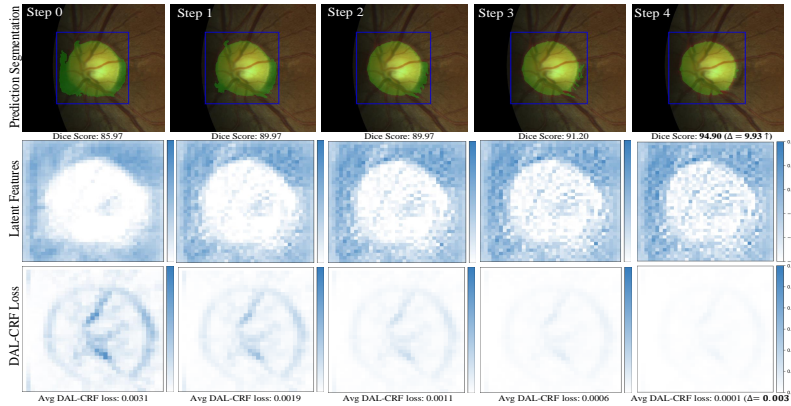 Prediction Segmentation
Step 0
Step 1
Step 2
Step 3
Step 4
Dice Score: 85.97
Dice Score: 89.97
Dice Score: 89.97
Dice Score: 91.20
Dice Score: 94.90 (Δ = 9.93 ↑)
Latent Features
DAL-CRF Loss
Avg DAL-CRF loss: 0.0031
Avg DAL-CRF loss: 0.0019
Avg DAL-CRF loss: 0.0011
Avg DAL-CRF loss: 0.0006
Avg DAL-CRF loss: 0.0001 (Δ= 0.003